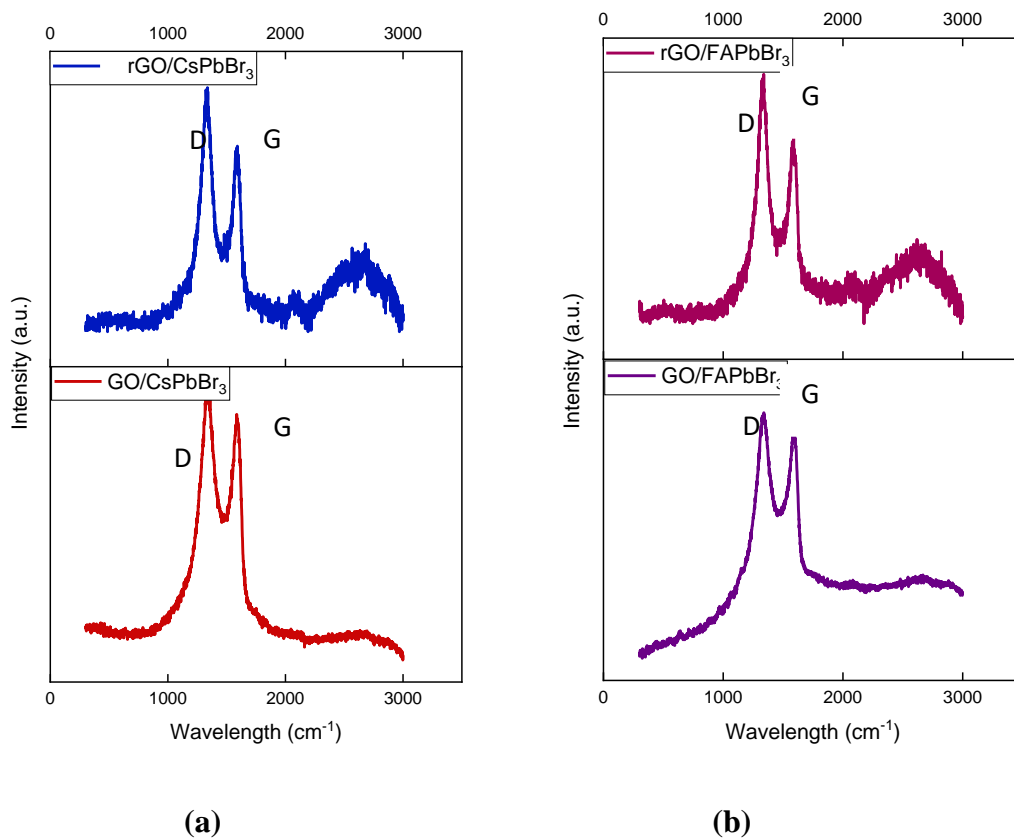 0 1000 2000 3000
rGO/CsPbBr3
D G
Intensity (a.u.)
GO/CsPbBr3
D G
0 1000 2000 3000
Wavelength (cm-1)
(a)
0 1000 2000 3000
rGO/FAPbBr3
D G
Intensity (a.u.)
GO/FAPbBr3
D G
0 1000 2000 3000
Wavelength (cm-1)
(b)